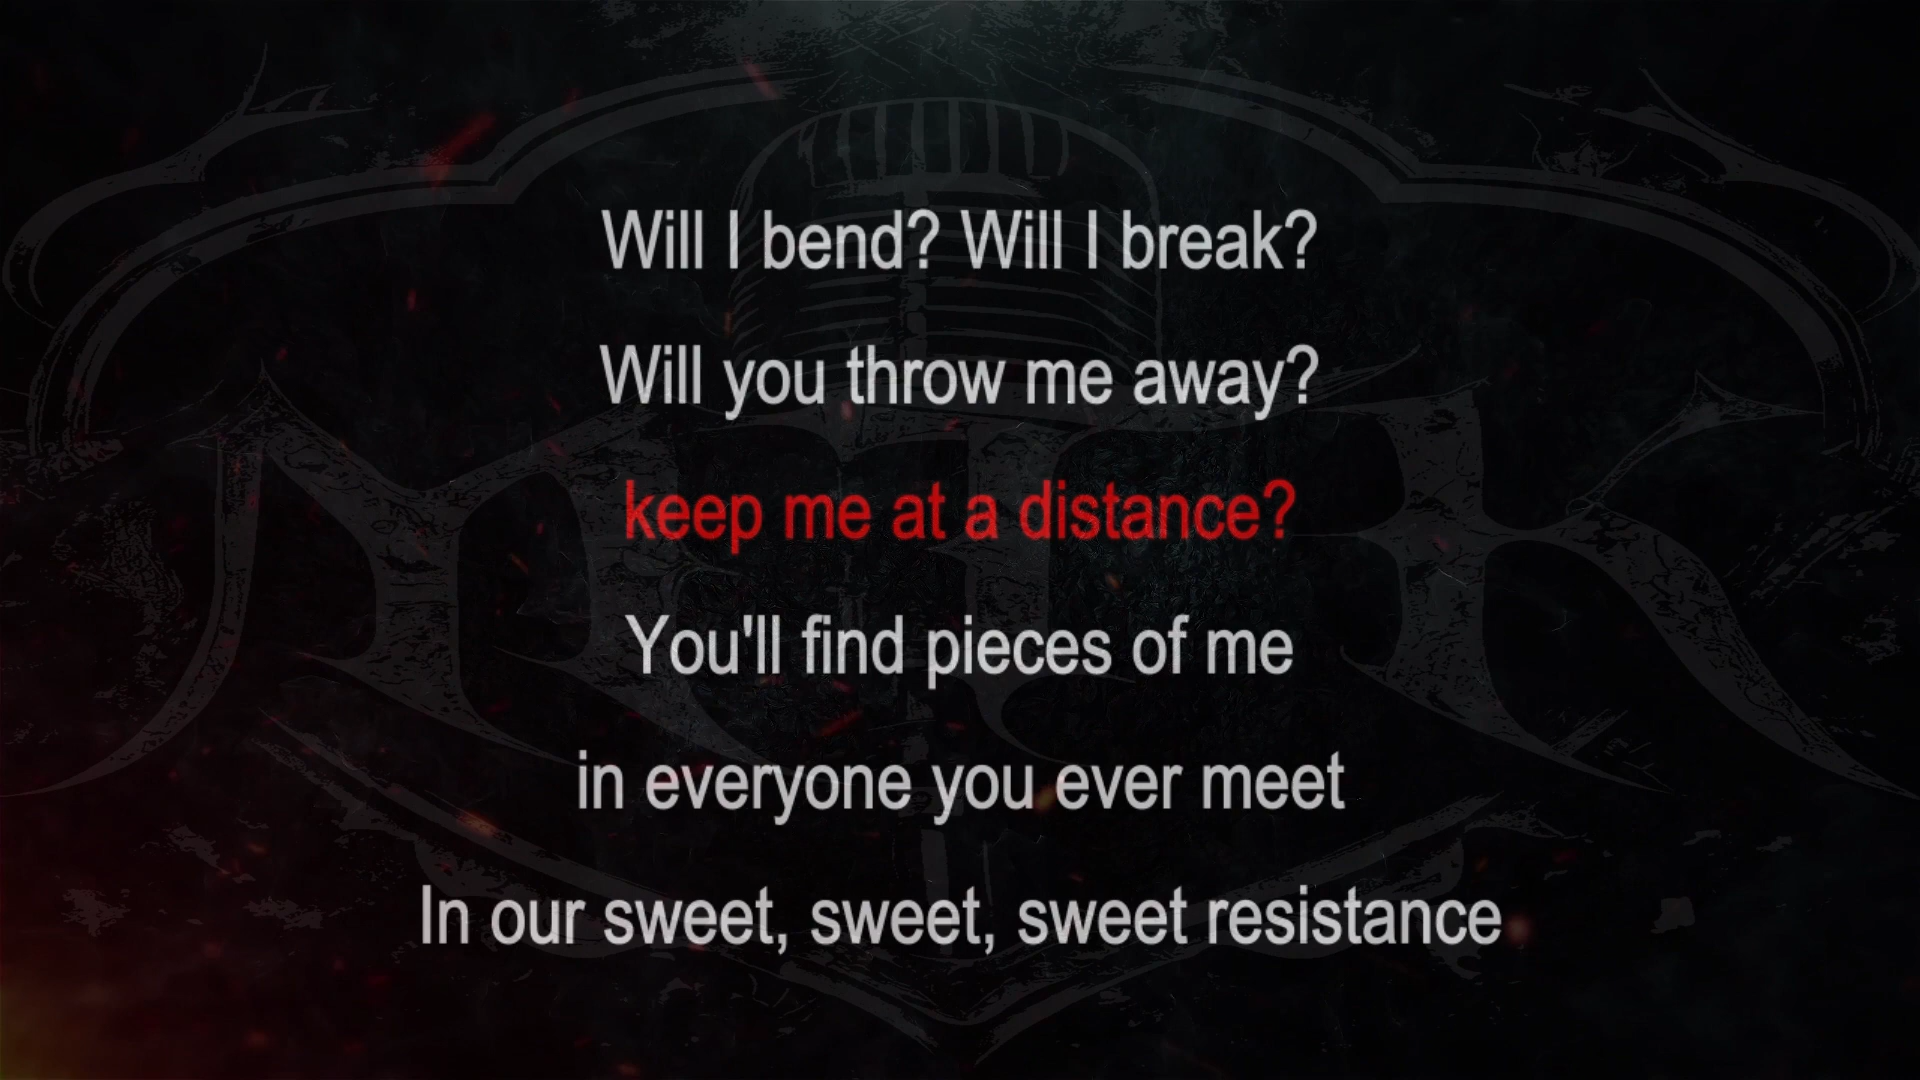 Will I bend? Will I break?
Will you throw me away?
keep me at a distance?
You'll find pieces of me
in everyone you ever meet
In our sweet, sweet, sweet resistance